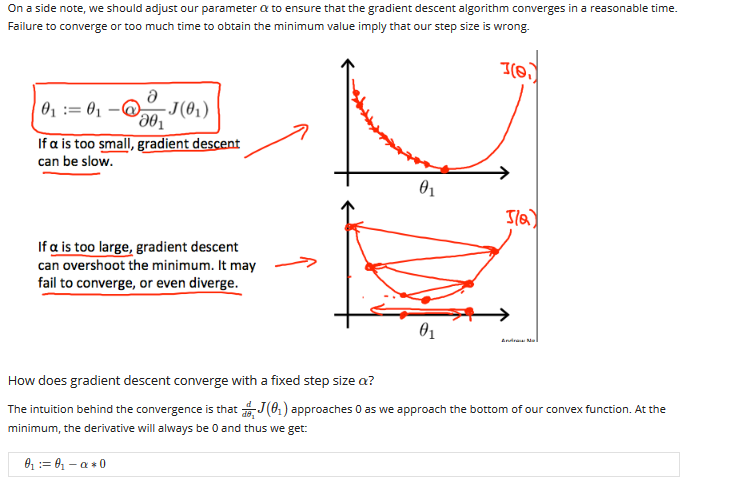 On a side note, we should adjust our parameter α to ensure that the gradient descent algorithm converges in a reasonable time.
Failure to converge or too much time to obtain the minimum value imply that our step size is wrong.
J(θ₁)
θ₁ := θ₁ − α ∂/∂θ₁ J(θ₁)
If α is too small, gradient descent
can be slow.
θ₁
J(θ₁)
If α is too large, gradient descent
can overshoot the minimum. It may
fail to converge, or even diverge.
θ₁
Andrew Ng
How does gradient descent converge with a fixed step size α?
The intuition behind the convergence is that d/dθ₁ J(θ₁) approaches 0 as we approach the bottom of our convex function. At the
minimum, the derivative will always be 0 and thus we get:
θ₁ := θ₁ − α ∗ 0